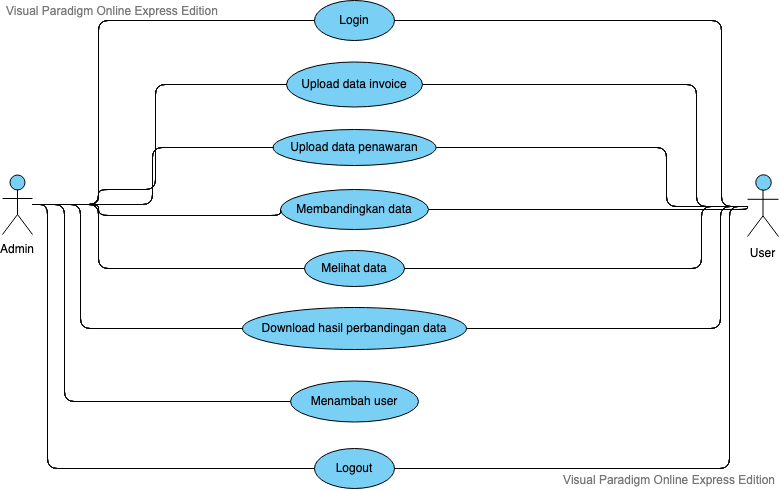 Visual Paradigm Online Express Edition
Login
Upload data invoice
Upload data penawaran
Membandingkan data
Admin
User
Melihat data
Download hasil perbandingan data
Menambah user
Logout
Visual Paradigm Online Express Edition